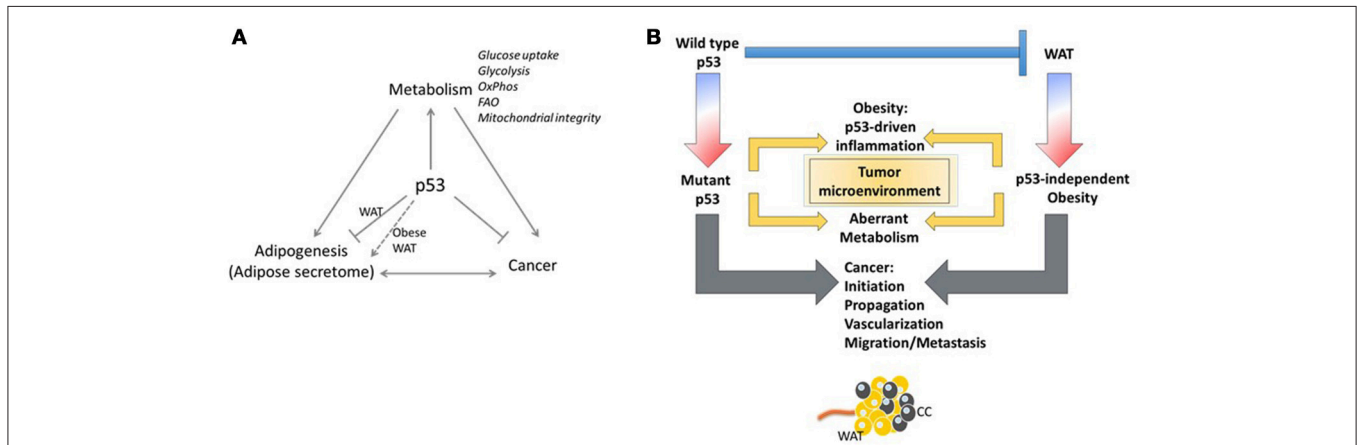 A
Metabolism
Glucose uptake
Glycolysis
OxPhos
FAO
Mitochondrial integrity
p53
WAT
Obese
WAT
Adipogenesis
(Adipose secretome)
Cancer
B
Wild type
p53
WAT
Obesity:
p53-driven
inflammation
Tumor
microenvironment
Mutant
p53
p53-independent
Obesity
Aberrant
Metabolism
Cancer:
Initiation
Propagation
Vascularization
Migration/Metastasis
CC
WAT